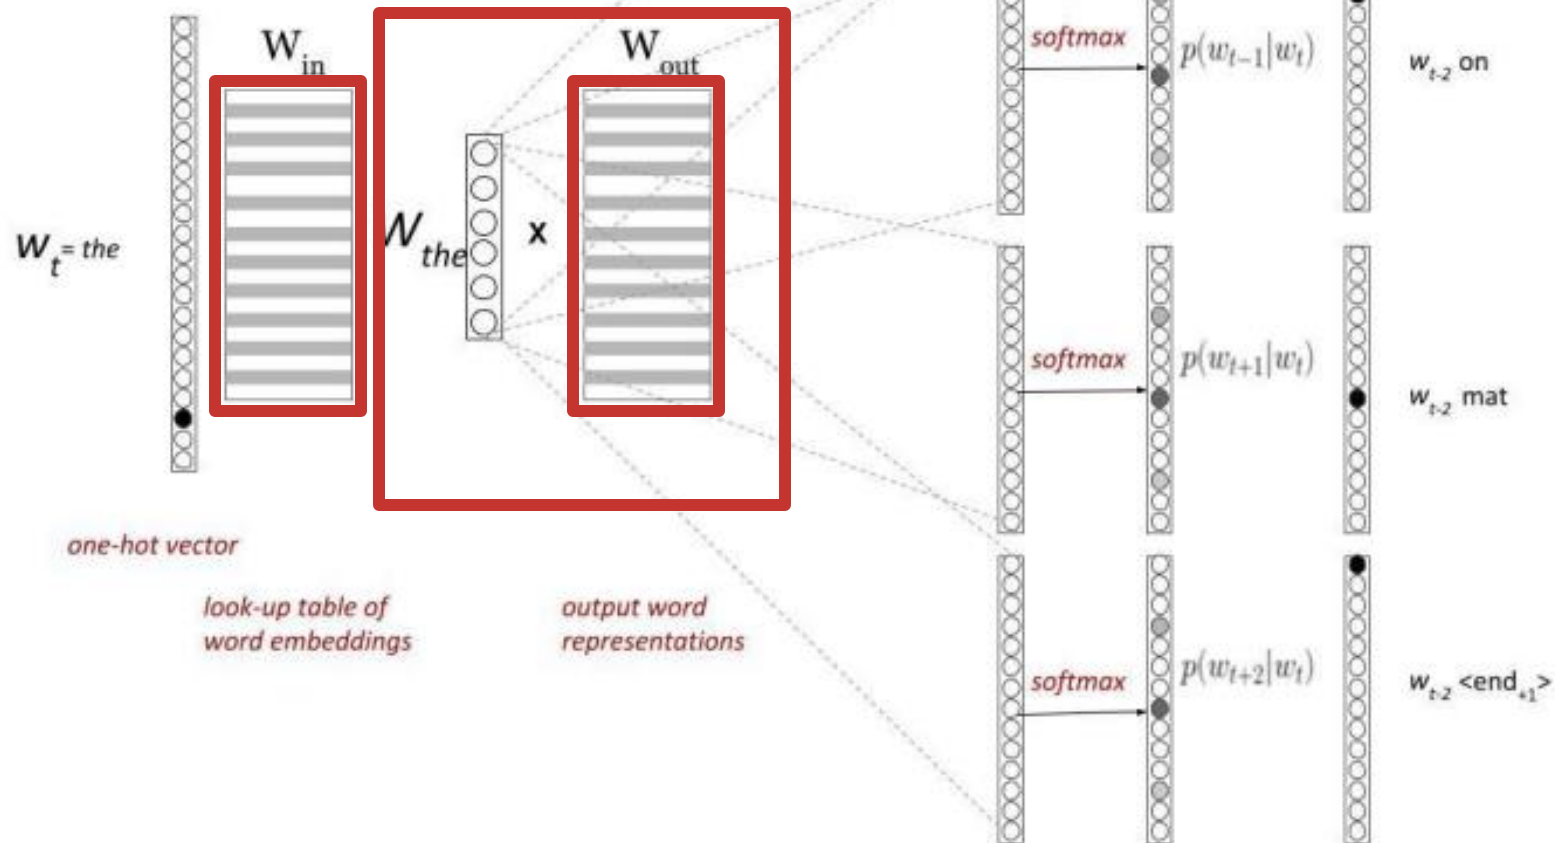 W_in
W_out
softmax
p(w_{t-1}|w_t)
w_{t-2} on
W_t= the
W_the
x
softmax
p(w_{t+1}|w_t)
w_{t-2} mat
one-hot vector
look-up table of
word embeddings
output word
representations
softmax
p(w_{t+2}|w_t)
w_{t-2} <end_{+1}>